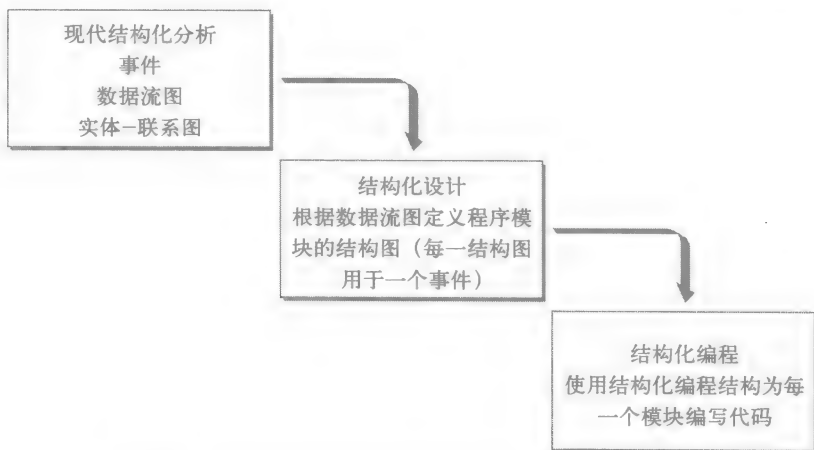 现代结构化分析
事件
数据流图
实体-联系图
结构化设计
根据数据流图定义程序模
块的结构图（每一结构图
用于一个事件）
结构化编程
使用结构化编程结构为每
一个模块编写代码